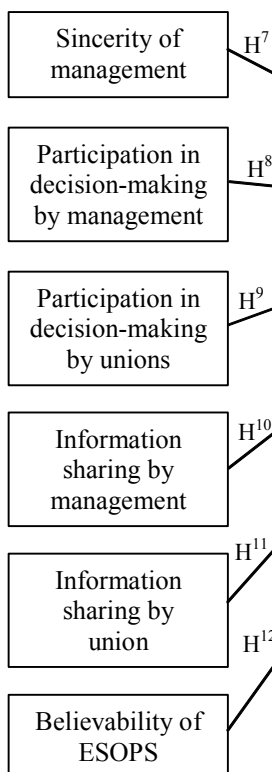 Sincerity of
management
H⁷
Participation in
decision-making
by management
H⁸
Participation in
decision-making
by unions
H⁹
Information
sharing by
management
H¹⁰
Information
sharing by
union
H¹¹
Believability of
ESOPS
H¹²